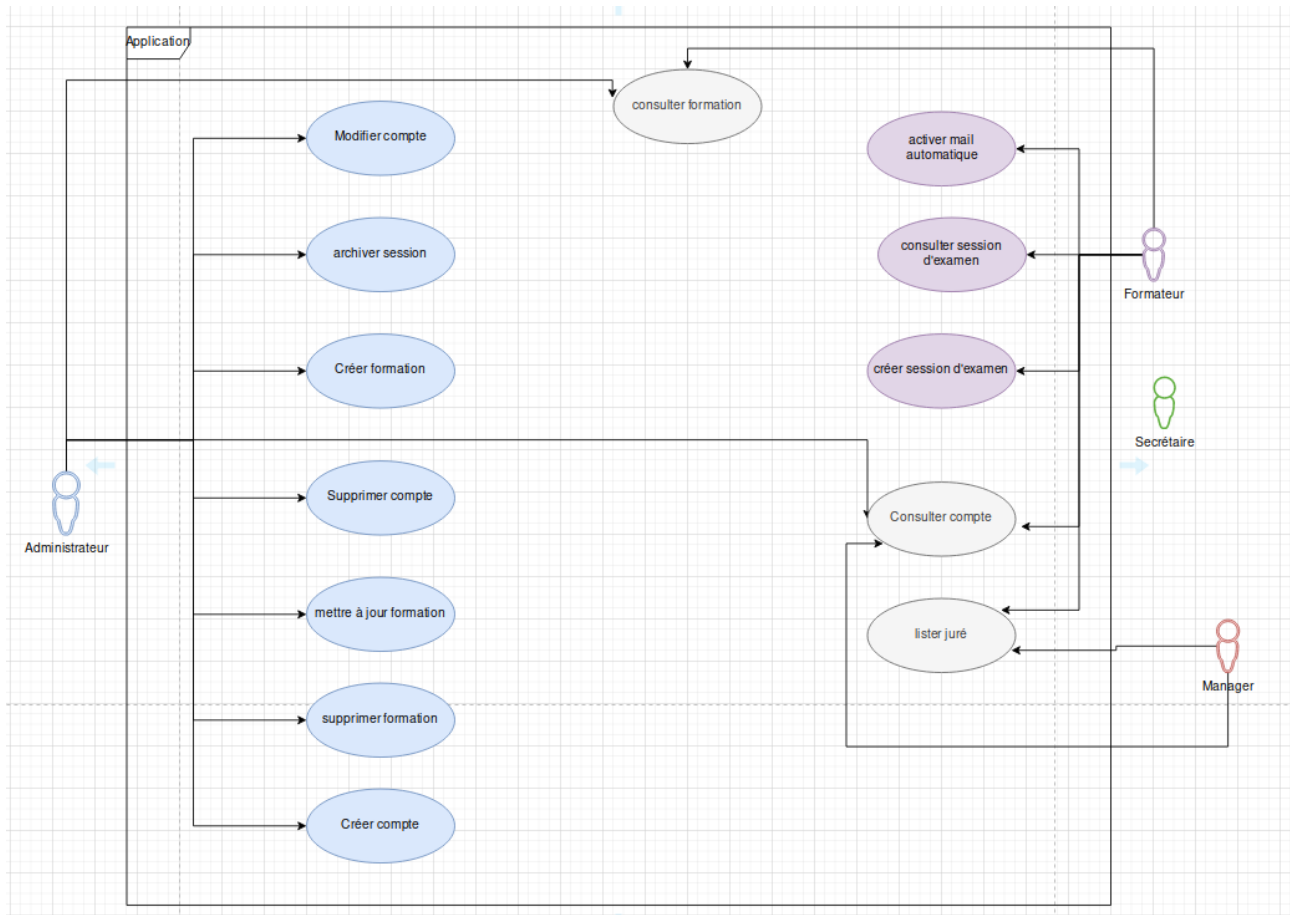 Application
consulter formation
Modifier compte
activer mail
automatique
archiver session
consulter session
d'examen
Formateur
Créer formation
créer session d'examen
Secrétaire
Supprimer compte
Consulter compte
Administrateur
mettre à jour formation
lister juré
Manager
supprimer formation
Créer compte